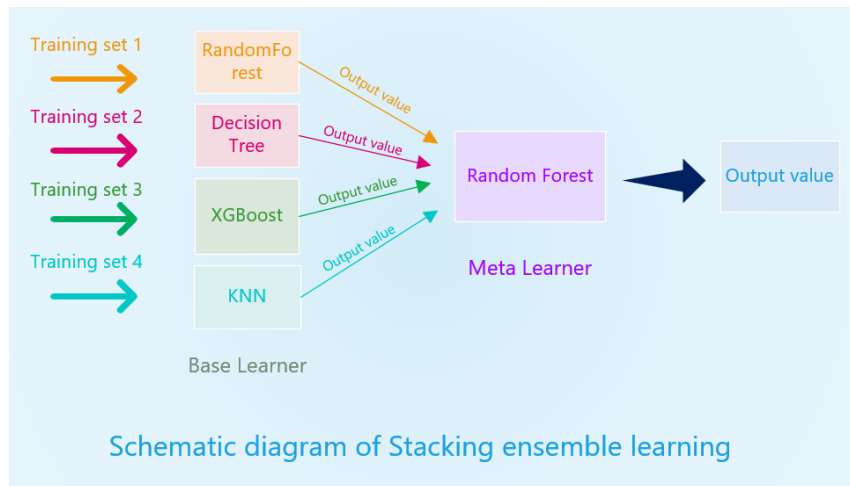 Training set 1
RandomFo
rest
Output value
Training set 2
Decision
Tree
Output value
Random Forest
Output value
Training set 3
XGBoost
Output value
Training set 4
KNN
Output value
Meta Learner
Base Learner
Schematic diagram of Stacking ensemble learning